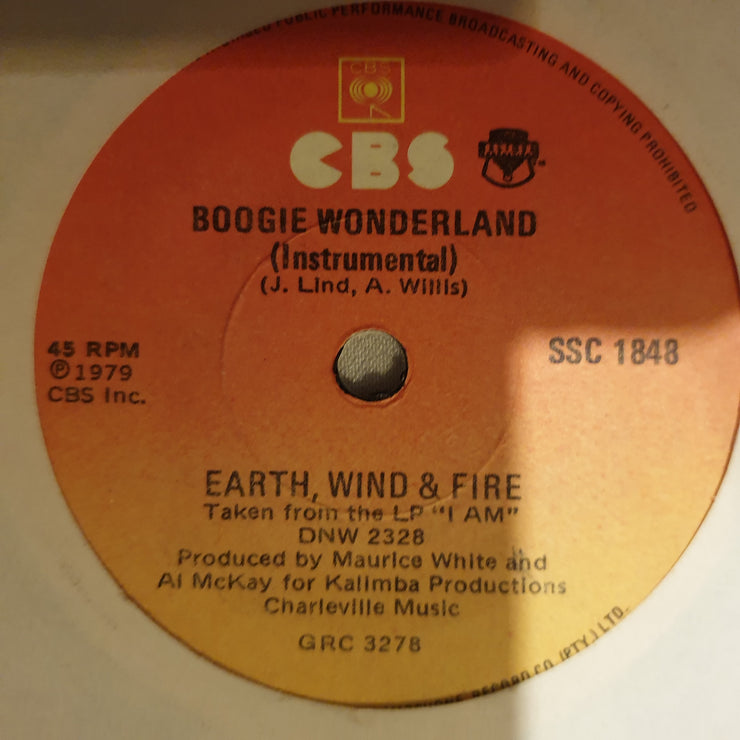 PUBLIC PERFORMANCE BROADCASTING AND COPYING PROHIBITED
CBS
CBS
BOOGIE WONDERLAND
(Instrumental)
(J. Lind, A. Willis)
45 RPM
℗ 1979
CBS Inc.
SSC 1848
EARTH, WIND & FIRE
Taken from the LP "I AM"
DNW 2328
Produced by Maurice White and
Al McKay for Kalimba Productions
Charleville Music
GRC 3278
RECORD CO. (PTY.) LTD.